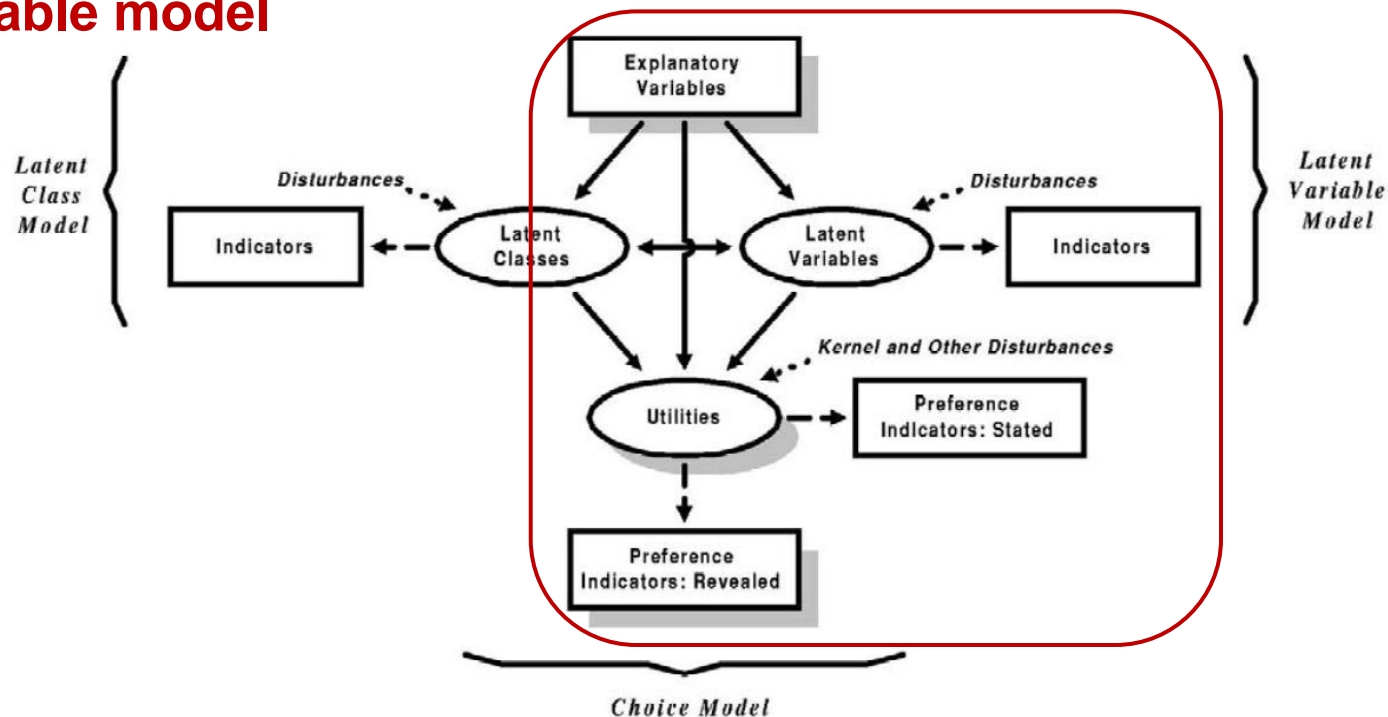 able model
Explanatory
Variables
Latent
Class
Model
Disturbances
Disturbances
Latent
Variable
Model
Indicators
Latent
Classes
Latent
Variables
Indicators
Kernel and Other Disturbances
Utilities
Preference
Indicators: Stated
Preference
Indicators: Revealed
Choice Model